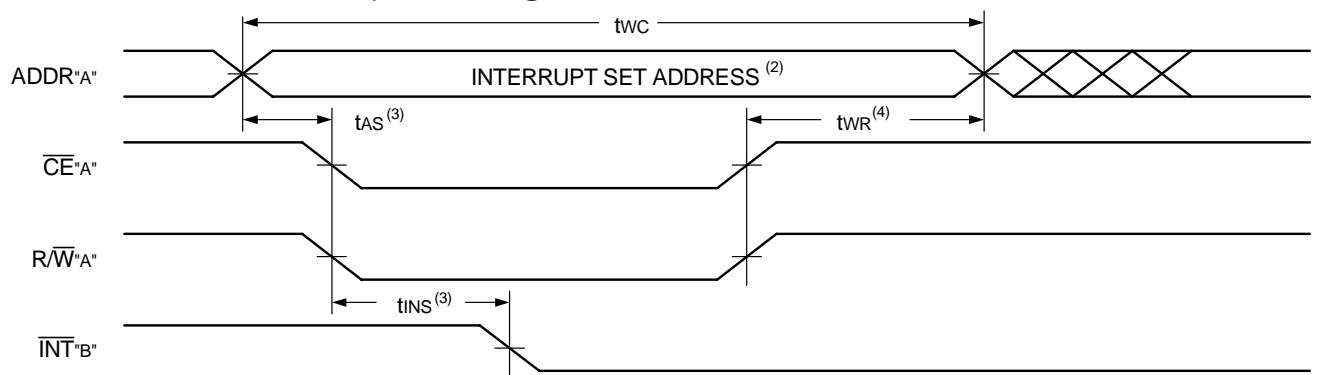 tWC
ADDR"A"
INTERRUPT SET ADDRESS (2)
tAS(3)
tWR(4)
CE"A"
R/W"A"
tINS(3)
INT"B"